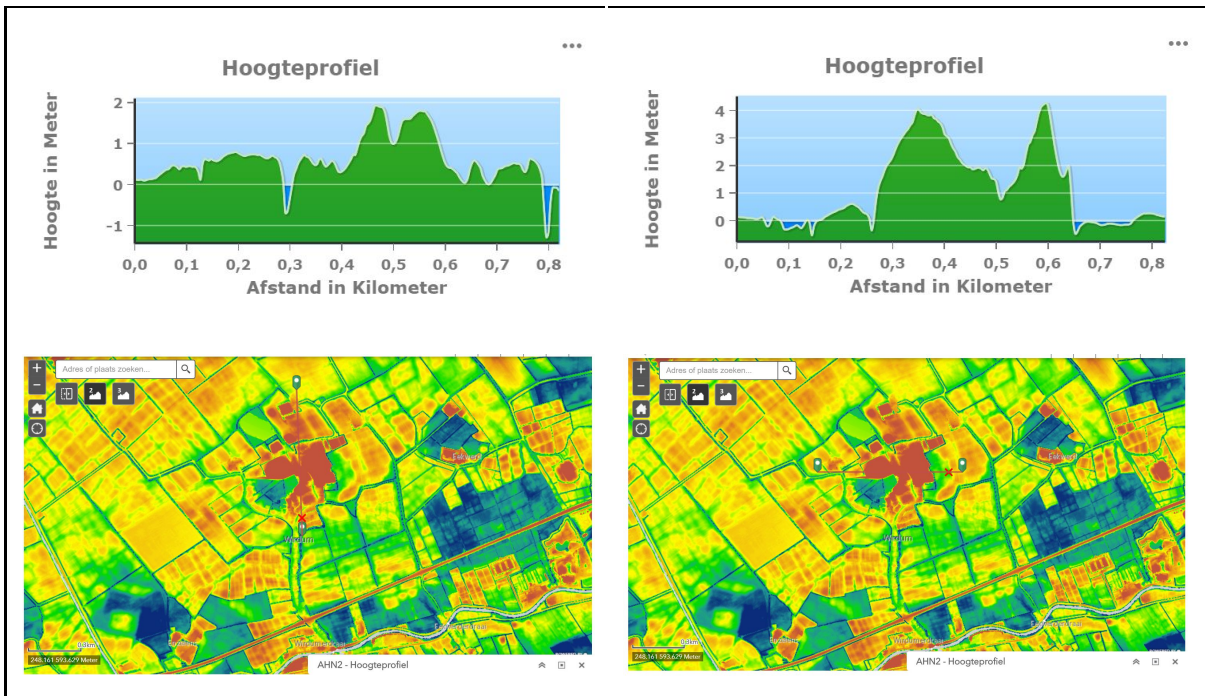 Hoogteprofiel
Hoogte in Meter
2
1
0
-1
0,0 0,1 0,2 0,3 0,4 0,5 0,6 0,7 0,8
Afstand in Kilometer
Hoogteprofiel
Hoogte in Meter
4
3
2
1
0
0,0 0,1 0,2 0,3 0,4 0,5 0,6 0,7 0,8
Afstand in Kilometer
+
Adres of plaats zoeken...
−
2
3
Wirdum
248.161 593.629 Meter
AHN2 - Hoogteprofiel
+
Adres of plaats zoeken...
−
2
3
Wirdum
248.161 593.629 Meter
AHN2 - Hoogteprofiel